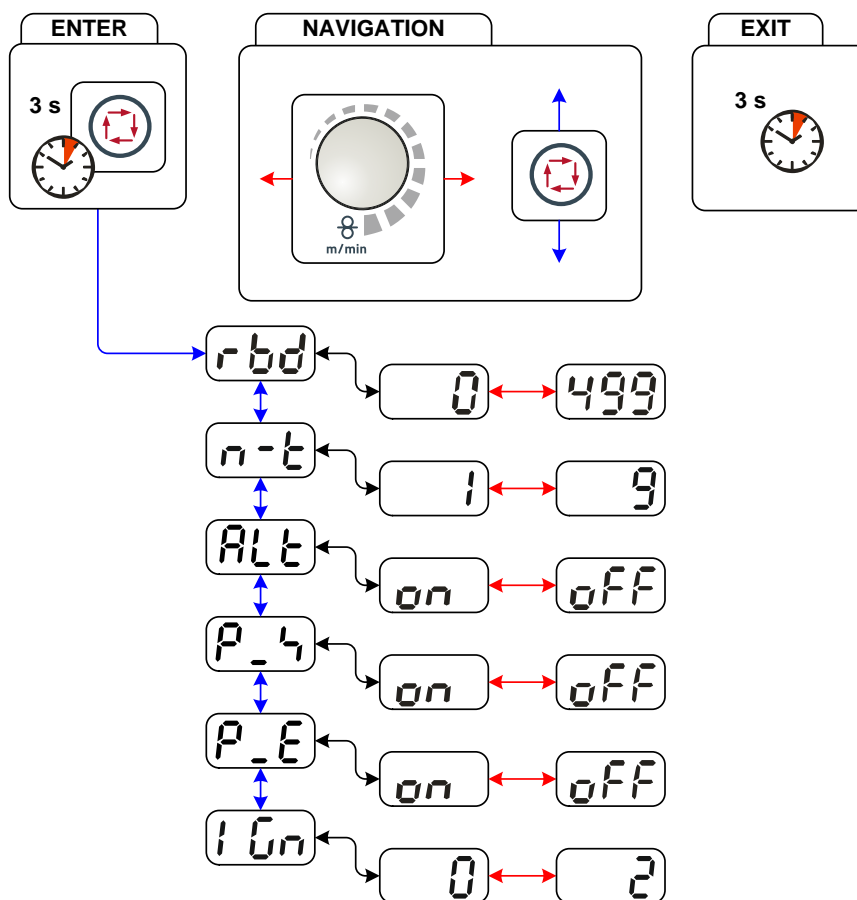 ENTER
NAVIGATION
EXIT
3 s
m/min
3 s
rbd
0 499
n-t
1 9
ALt
on oFF
on oFF
P_E
on oFF
IGn
0 2